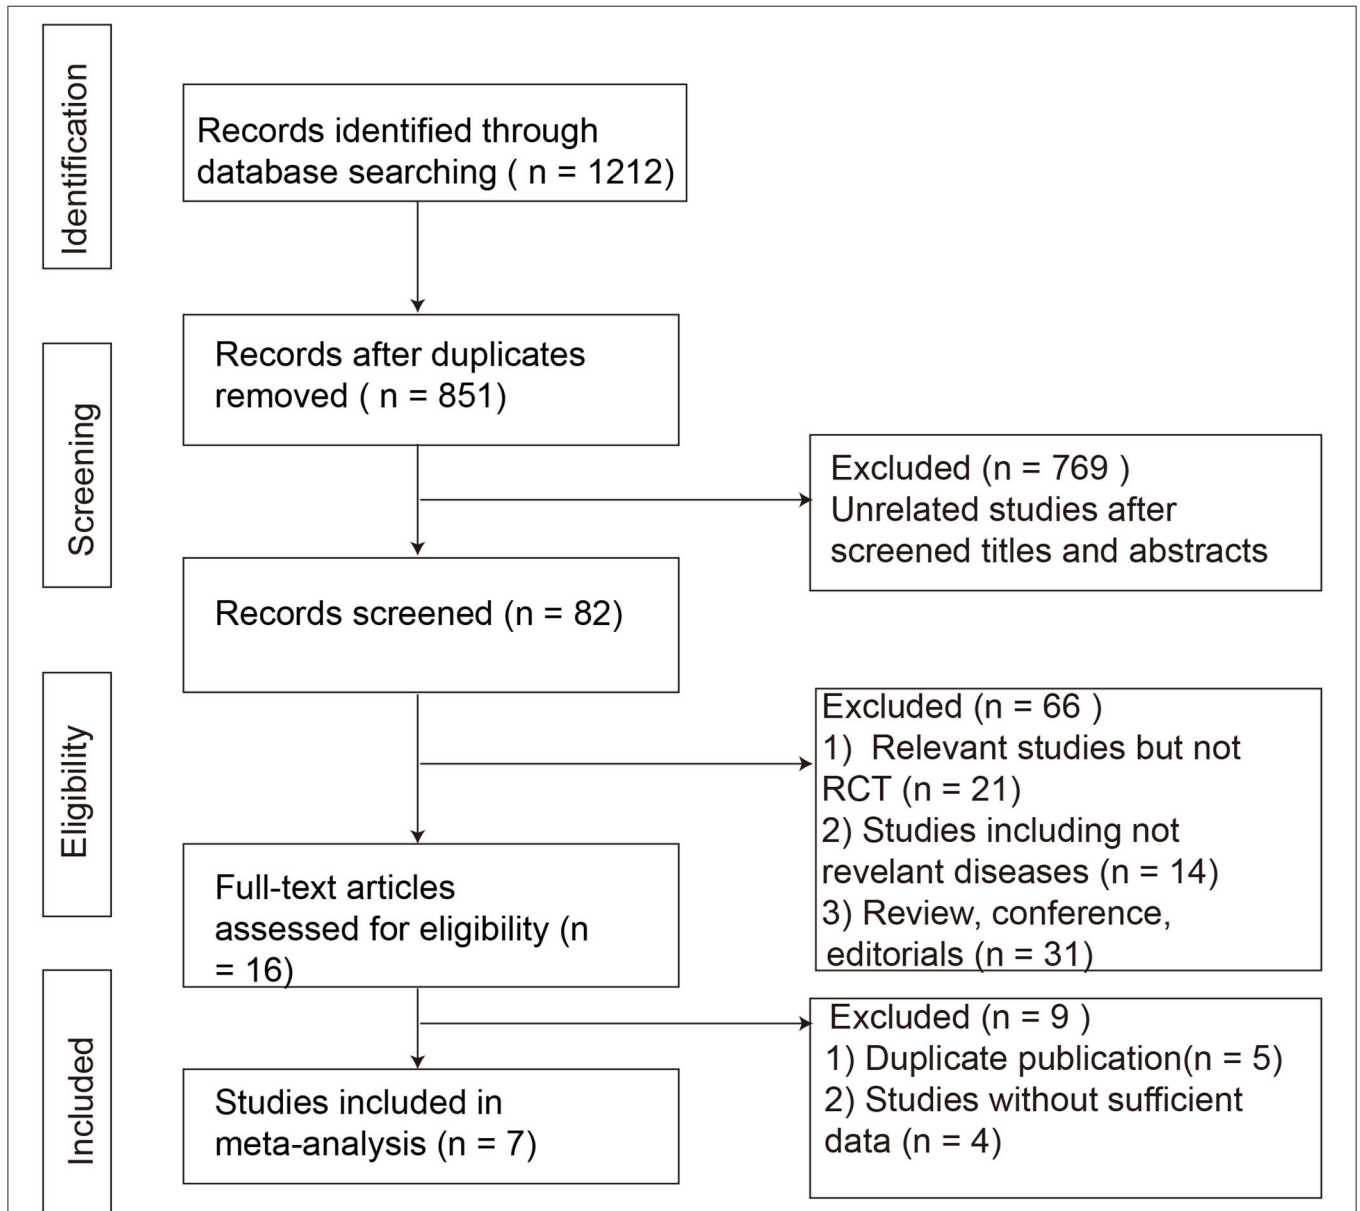 Identification
Records identified through
database searching ( n = 1212)
Screening
Records after duplicates
removed ( n = 851)
Excluded (n = 769 )
Unrelated studies after
screened titles and abstracts
Records screened (n = 82)
Eligibility
Excluded (n = 66 )
1)  Relevant studies but not
RCT (n = 21)
2) Studies including not
revelant diseases (n = 14)
3) Review, conference,
editorials (n = 31)
Full-text articles
assessed for eligibility (n
= 16)
Included
Excluded (n = 9 )
1) Duplicate publication(n = 5)
2) Studies without sufficient
data (n = 4)
Studies included in
meta-analysis (n = 7)